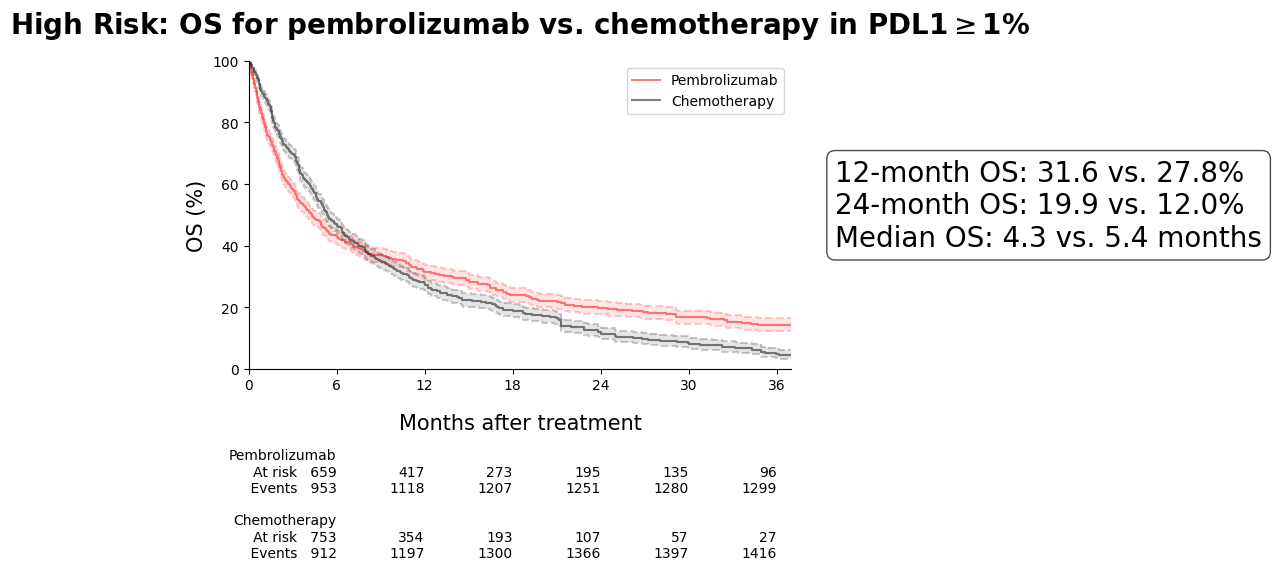 High Risk: OS for pembrolizumab vs. chemotherapy in PDL1 ≥ 1%
100
80
60
40
20
0
OS (%)
Pembrolizumab
Chemotherapy
0 6 12 18 24 30 36
Months after treatment
12-month OS: 31.6 vs. 27.8%
24-month OS: 19.9 vs. 12.0%
Median OS: 4.3 vs. 5.4 months
Pembrolizumab
At risk 659 417 273 195 135 96
Events 953 1118 1207 1251 1280 1299
Chemotherapy
At risk 753 354 193 107 57 27
Events 912 1197 1300 1366 1397 1416